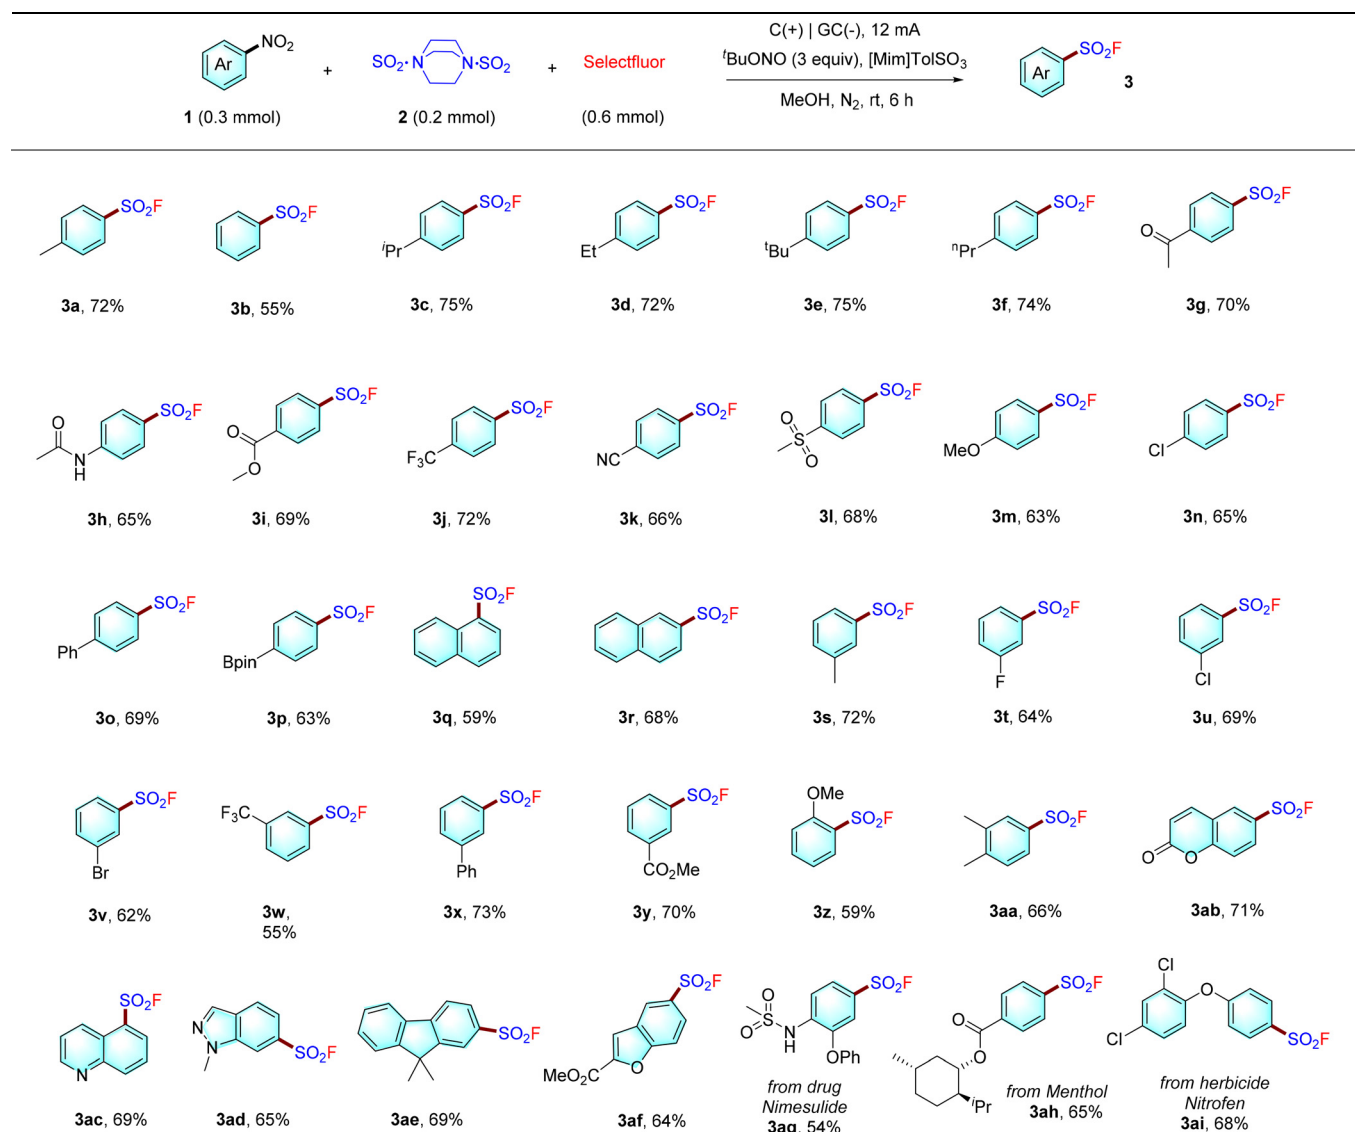 NO2
Ar
1 (0.3 mmol)
+
SO2·N N·SO2
2 (0.2 mmol)
+
Selectfluor
(0.6 mmol)
C(+) | GC(-), 12 mA
tBuONO (3 equiv), [Mim]TolSO3
MeOH, N2, rt, 6 h
SO2F
Ar
3
SO2F SO2F SO2F SO2F SO2F SO2F SO2F
iPr Et tBu nPr O
3a, 72% 3b, 55% 3c, 75% 3d, 72% 3e, 75% 3f, 74% 3g, 70%
SO2F SO2F SO2F SO2F SO2F SO2F SO2F
O N H O O F3C NC O S O MeO Cl
3h, 65% 3i, 69% 3j, 72% 3k, 66% 3l, 68% 3m, 63% 3n, 65%
SO2F SO2F SO2F SO2F SO2F SO2F SO2F
Ph Bpin F Cl
3o, 69% 3p, 63% 3q, 59% 3r, 68% 3s, 72% 3t, 64% 3u, 69%
SO2F SO2F SO2F SO2F SO2F SO2F SO2F
Br F3C Ph CO2Me OMe O O
3v, 62% 3w, 55% 3x, 73% 3y, 70% 3z, 59% 3aa, 66% 3ab, 71%
SO2F SO2F SO2F SO2F SO2F SO2F SO2F
N N N MeO2C O O S O N H OPh O O iPr Cl O Cl
from drug
Nimesulide
from Menthol
from herbicide
Nitrofen
3ac, 69% 3ad, 65% 3ae, 69% 3af, 64% 3ag, 54% 3ah, 65% 3ai, 68%